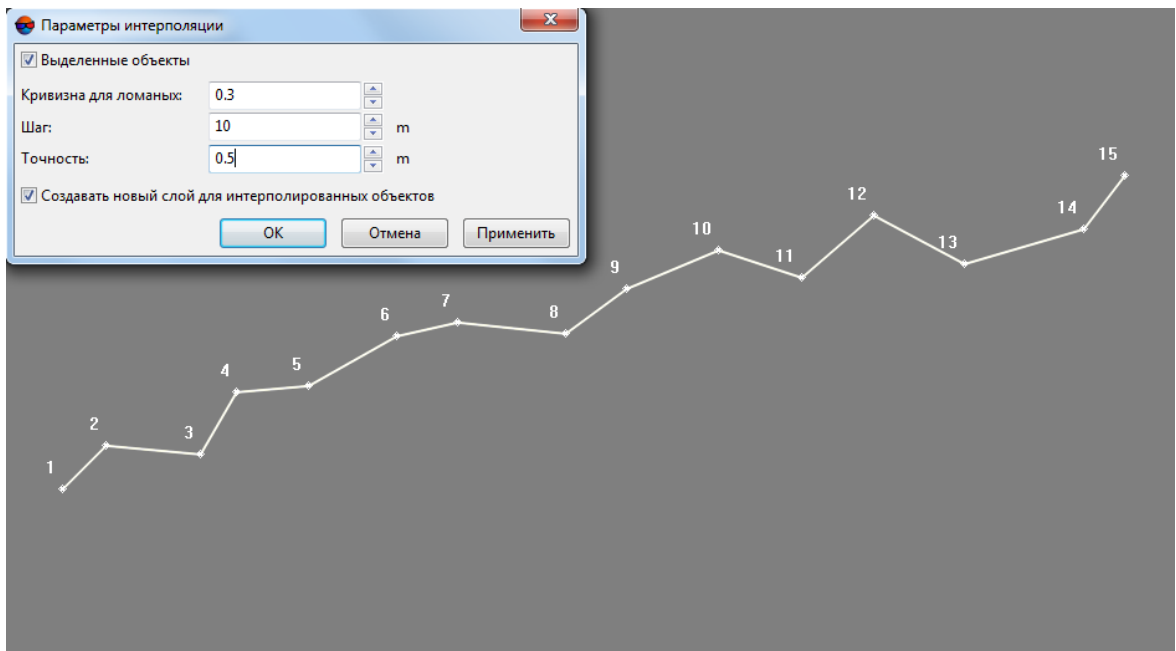 Параметры интерполяции
Выделенные объекты
Кривизна для ломаных: 0.3
Шаг: 10 m
Точность: 0.5 m
Создавать новый слой для интерполированных объектов
OK Отмена Применить
15
12
14
10
13
11
9
7
8
6
5
4
2
3
1